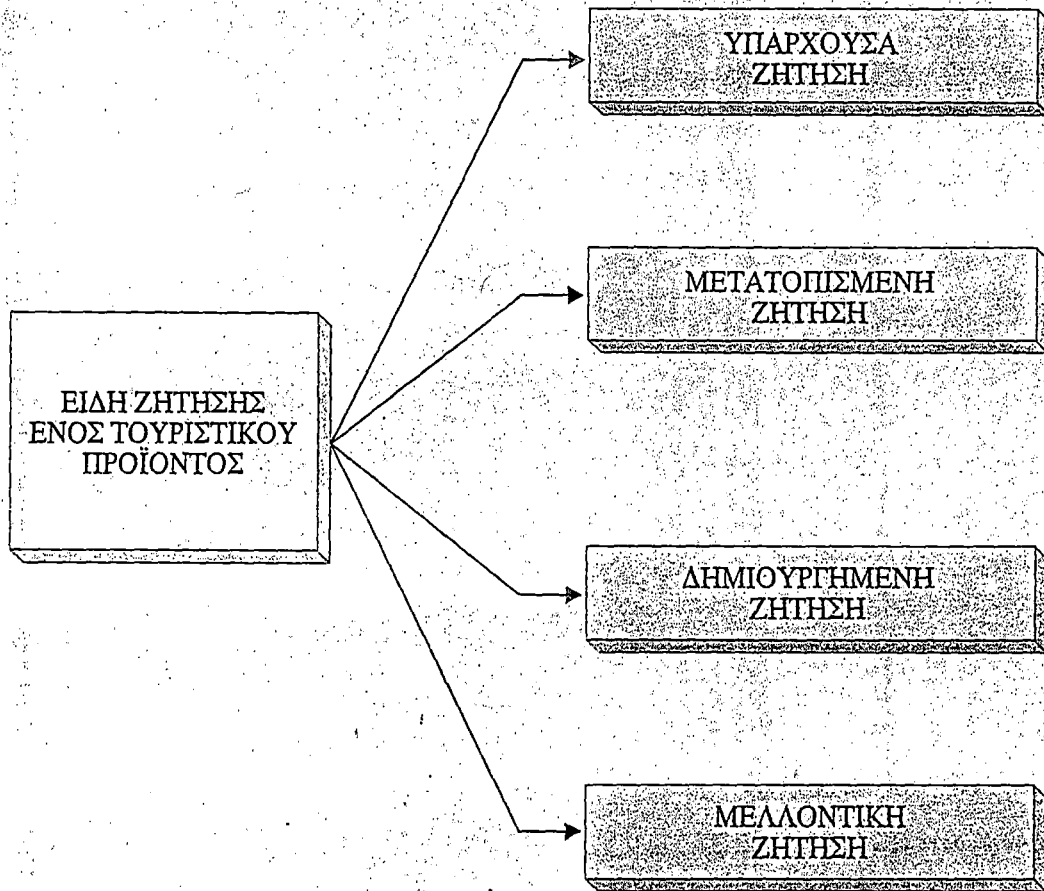 ΥΠΑΡΧΟΥΣΑ
ΖΗΤΗΣΗ
ΜΕΤΑΤΟΠΙΣΜΕΝΗ
ΖΗΤΗΣΗ
ΕΙΔΗ ΖΗΤΗΣΗΣ
ΕΝΟΣ ΤΟΥΡΙΣΤΙΚΟΥ
ΠΡΟΪΟΝΤΟΣ
ΔΗΜΙΟΥΡΓΗΜΕΝΗ
ΖΗΤΗΣΗ
ΜΕΛΛΟΝΤΙΚΗ
ΖΗΤΗΣΗ